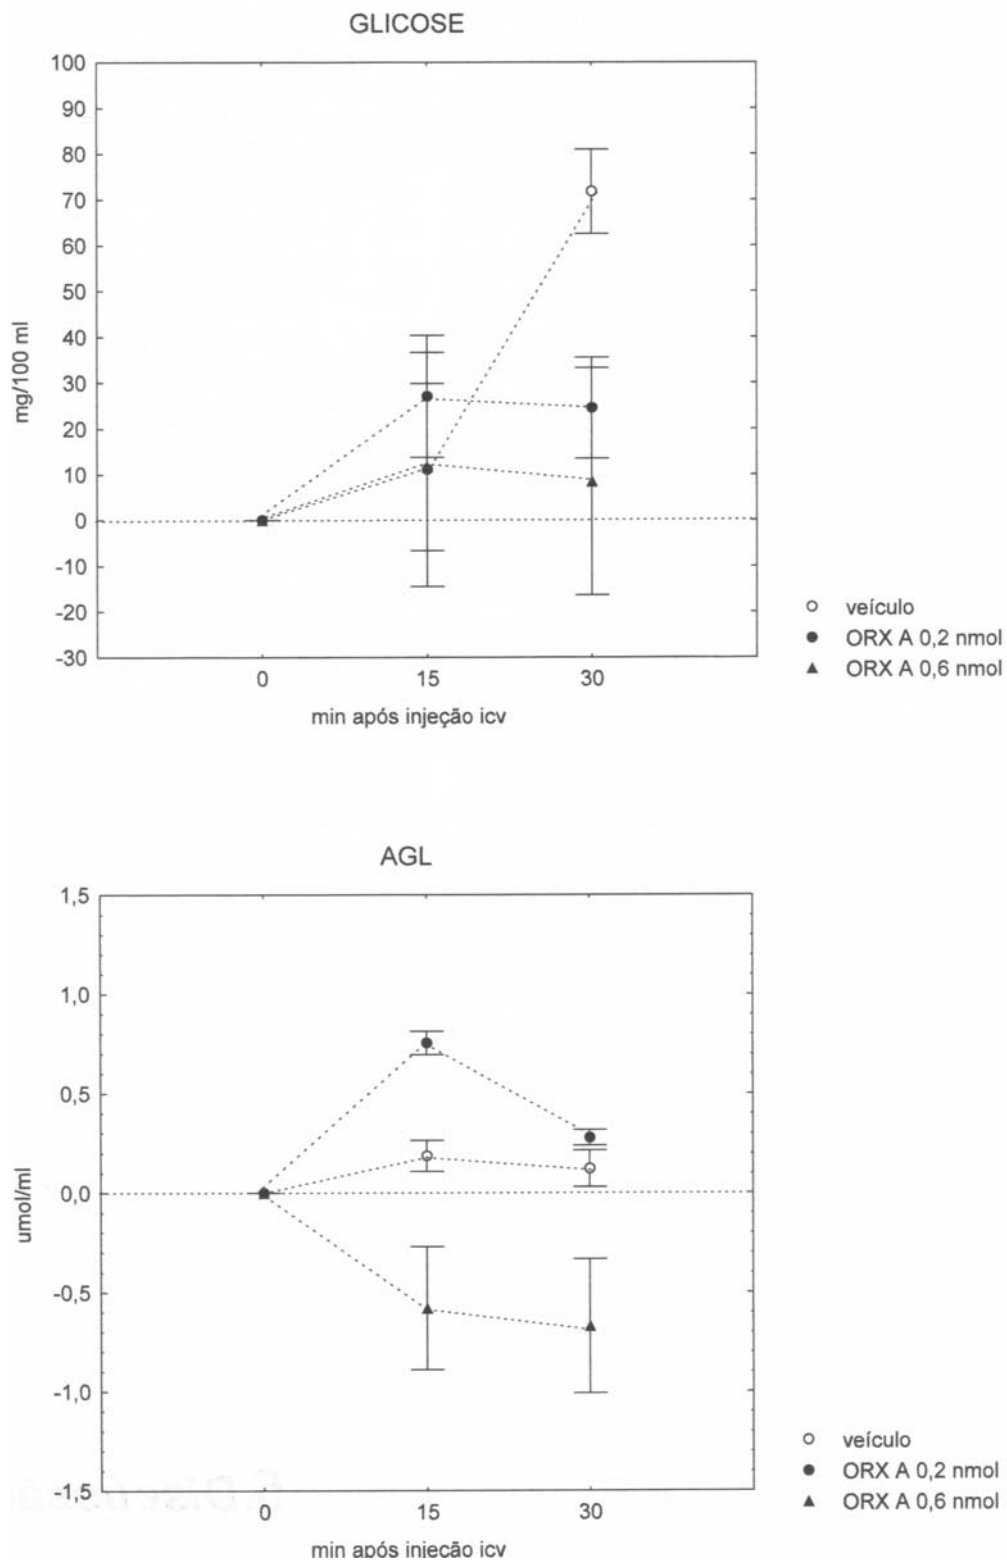 GLICOSE
100
90
80
70
60
50
40
30
20
10
0
-10
-20
-30
mg/100 ml
0 15 30
min após injeção icv
veículo
ORX A 0,2 nmol
ORX A 0,6 nmol
AGL
1,5
1,0
0,5
0,0
-0,5
-1,0
-1,5
umol/ml
0 15 30
min após injeção icv
veículo
ORX A 0,2 nmol
ORX A 0,6 nmol